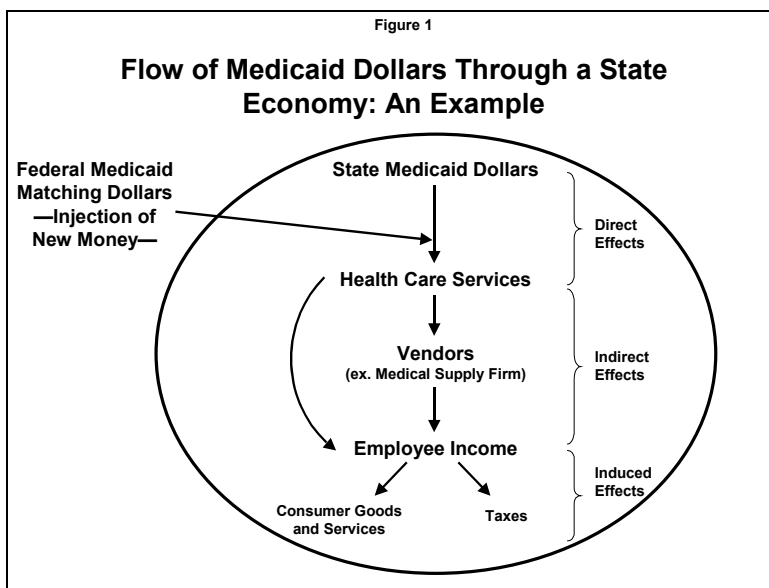 Figure 1
Flow of Medicaid Dollars Through a State
Economy: An Example
Federal Medicaid
Matching Dollars
—Injection of
New Money—
State Medicaid Dollars
Direct
Effects
Health Care Services
Vendors
(ex. Medical Supply Firm)
Indirect
Effects
Employee Income
Induced
Effects
Consumer Goods
and Services
Taxes